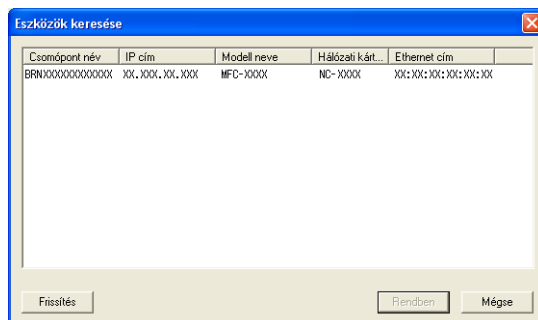 Eszközök keresése
Csomópont név IP cím Modell neve Hálózati kárt... Ethernet cím
BRNXXXXXXXXXXXX XX.XXX.XX.XXX MFC-XXXX NC-XXXX XX:XX:XX:XX:XX:XX
Frissítés Rendben Mégse